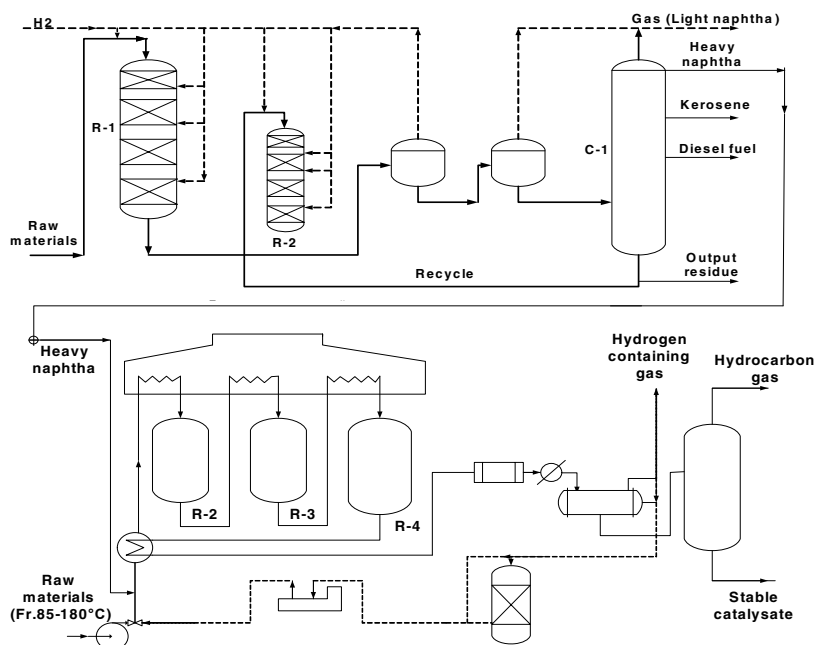 H2
Gas (Light naphtha)
Heavy
naphtha
R-1
Kerosene
C-1
Diesel fuel
Raw
materials
R-2
Recycle
Output
residue
Heavy
naphtha
Hydrogen
containing
gas
Hydrocarbon
gas
R-2
R-3
R-4
Raw
materials
(Fr.85-180°C)
Stable
catalysate